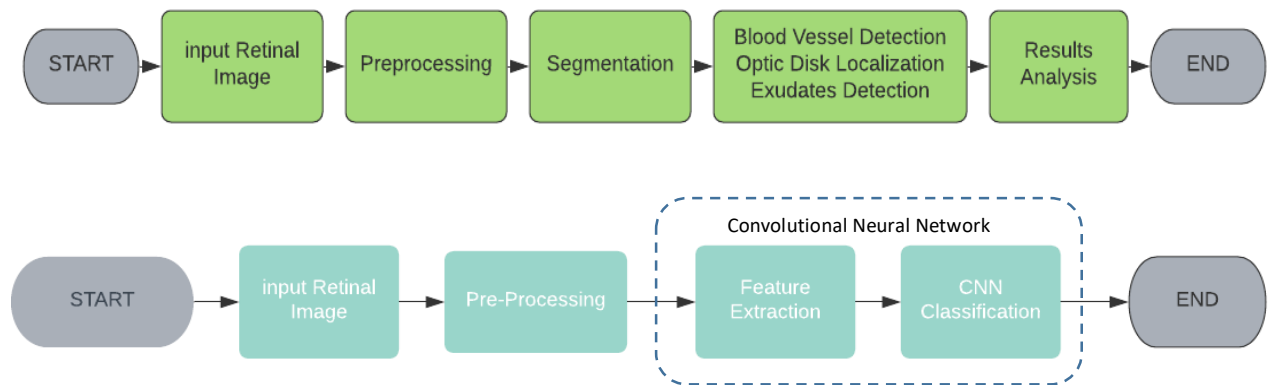 START
input Retinal
Image
Preprocessing
Segmentation
Blood Vessel Detection
Optic Disk Localization
Exudates Detection
Results
Analysis
END
Convolutional Neural Network
START
input Retinal
Image
Pre-Processing
Feature
Extraction
CNN
Classification
END